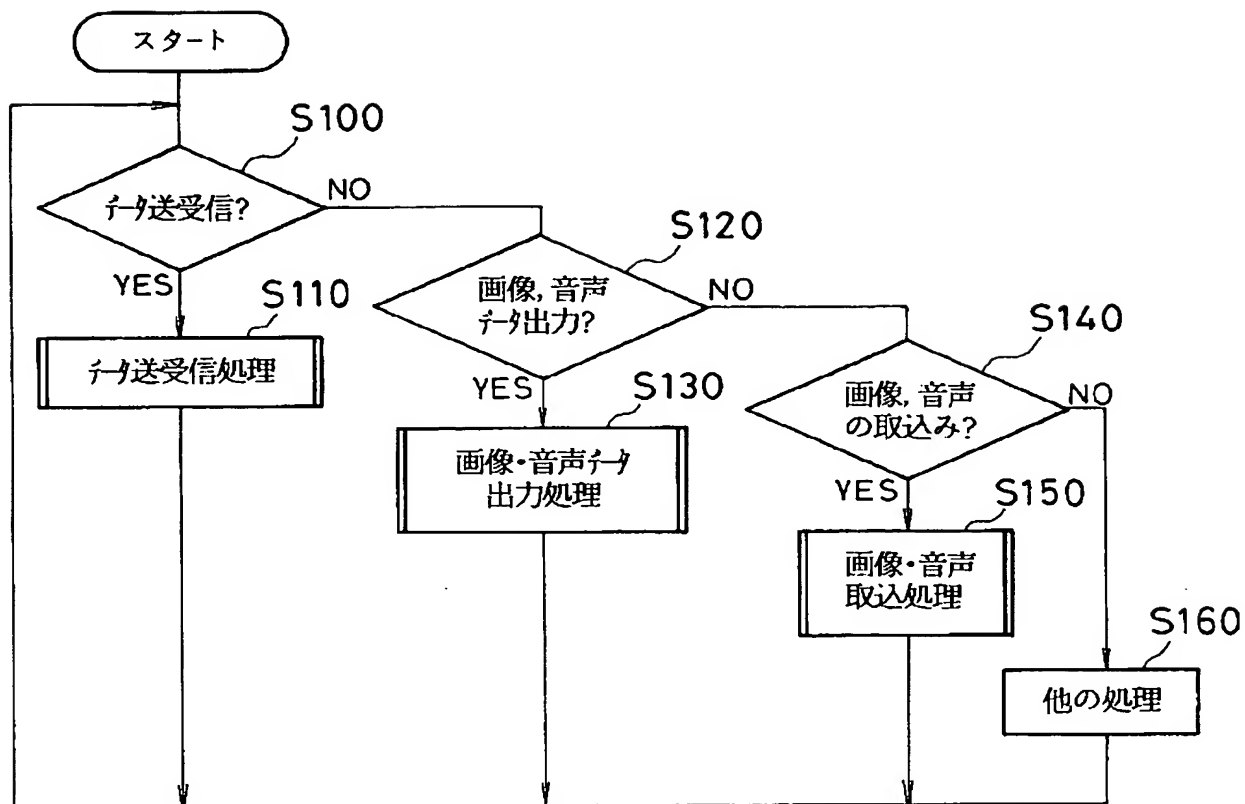 スタート
S100
データ送受信?
NO
YES
S110
データ送受信処理
S120
画像,音声
データ出力?
NO
YES
S130
画像・音声データ
出力処理
S140
画像,音声
の取込み?
NO
YES
S150
画像・音声
取込処理
S160
他の処理